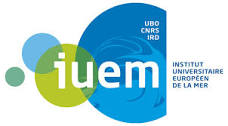 UBO
CNRS
IRD
iuem
INSTITUT
UNIVERSITAIRE
EUROPÉEN
DE LA MER